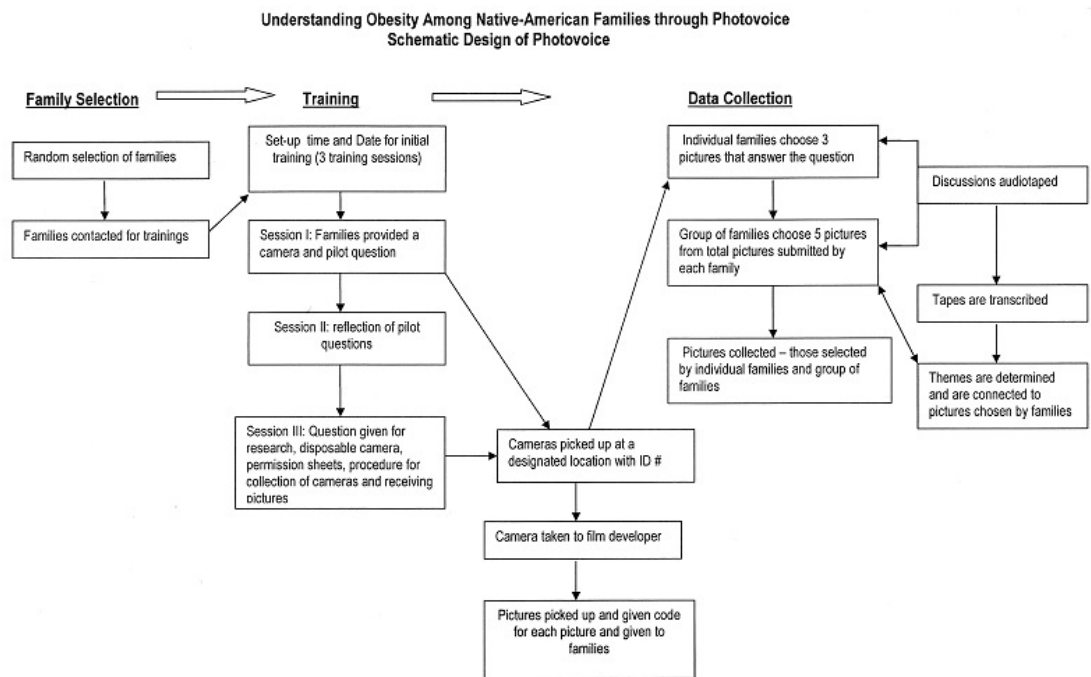 Understanding Obesity Among Native-American Families through Photovoice
Schematic Design of Photovoice
Family Selection
Training
Data Collection
Random selection of families
Families contacted for trainings
Set-up time and Date for initial
training (3 training sessions)
Session I: Families provided a
camera and pilot question
Session II: reflection of pilot
questions
Session III: Question given for
research, disposable camera,
permission sheets, procedure for
collection of cameras and receiving
pictures
Cameras picked up at a
designated location with ID #
Camera taken to film developer
Pictures picked up and given code
for each picture and given to
families
Individual families choose 3
pictures that answer the question
Group of families choose 5 pictures
from total pictures submitted by
each family
Pictures collected – those selected
by individual families and group of
families
Discussions audiotaped
Tapes are transcribed
Themes are determined
and are connected to
pictures chosen by families